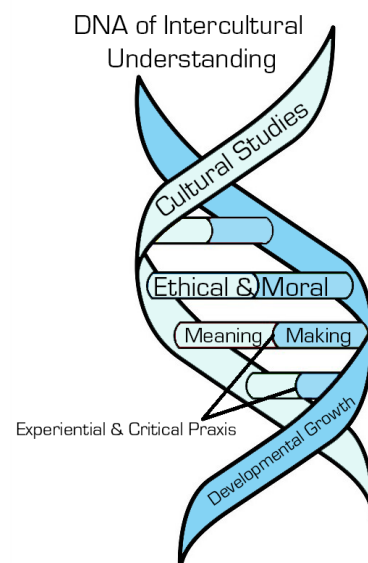 DNA of Intercultural
Understanding
Cultural Studies
Ethical & Moral
Meaning Making
Experiential & Critical Praxis
Developmental Growth